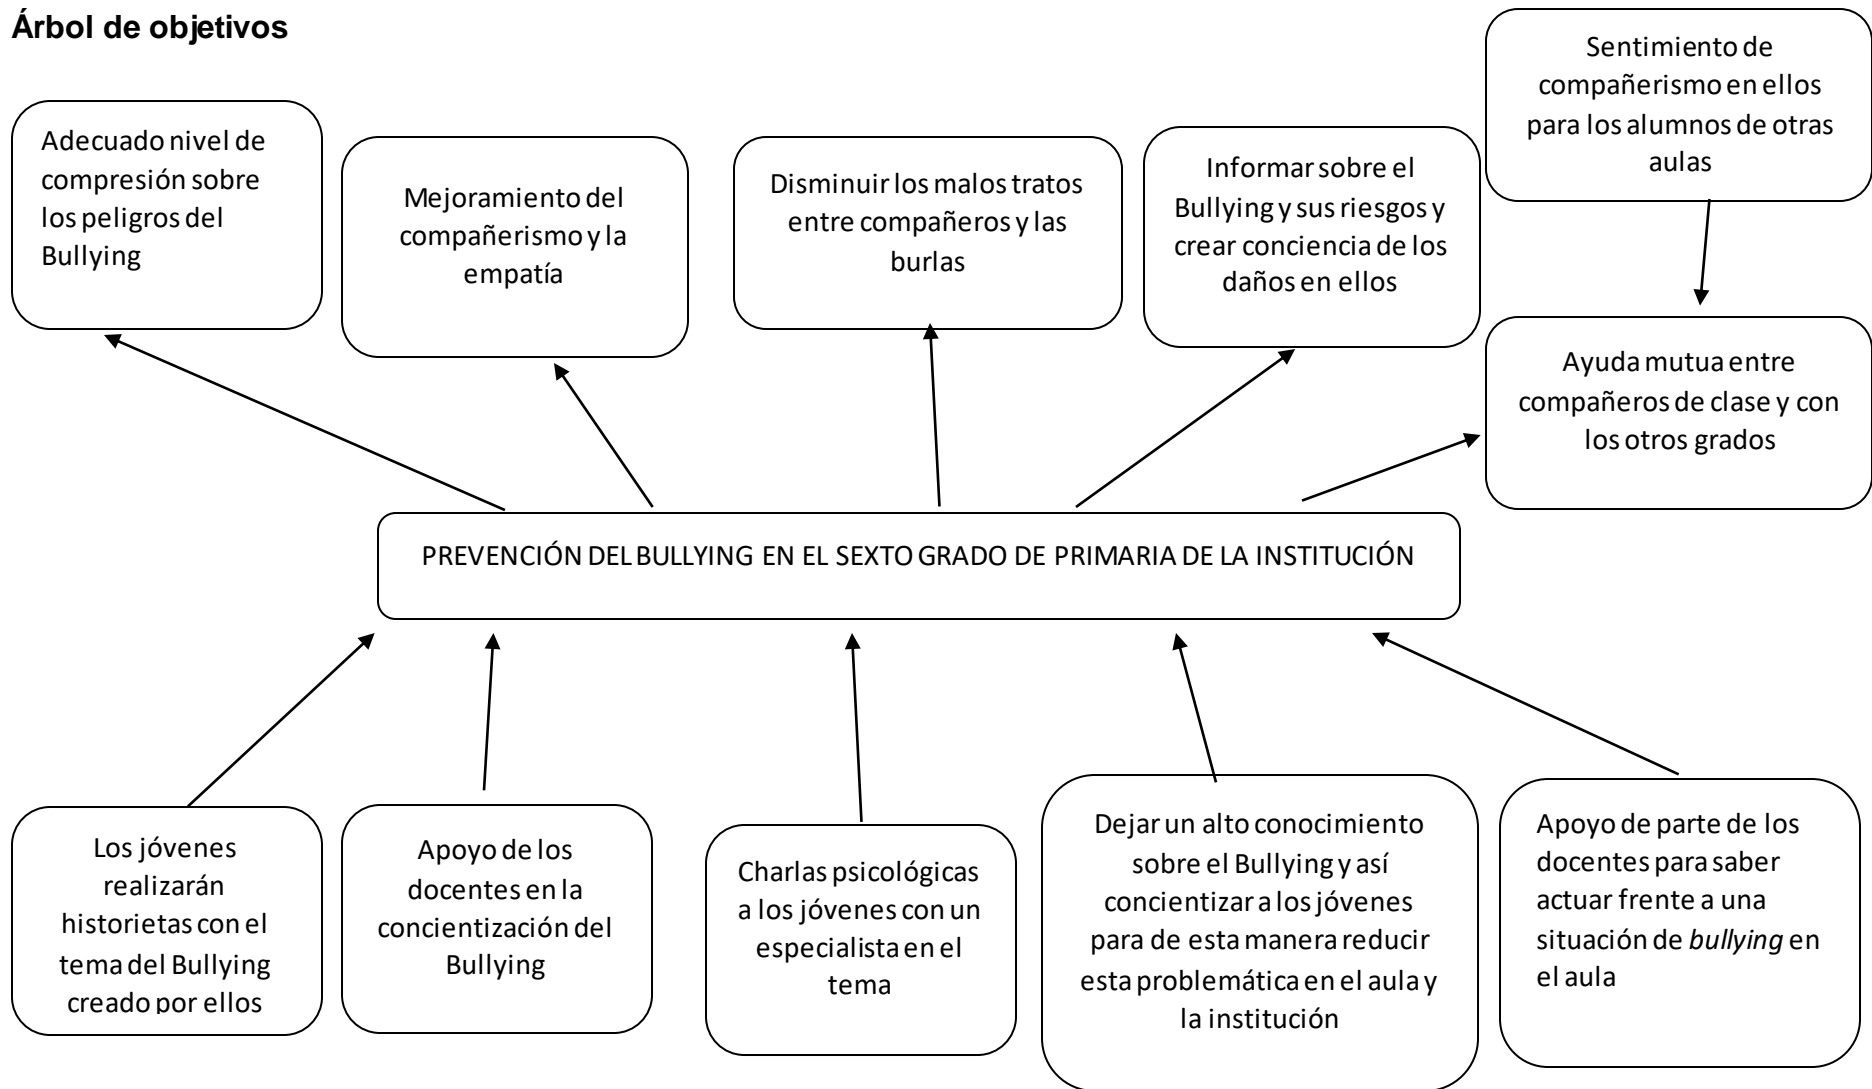 Árbol de objetivos
Sentimiento de
compañerismo en ellos
para los alumnos de otras
aulas
Adecuado nivel de
compresión sobre
los peligros del
Bullying
Mejoramiento del
compañerismo y la
empatía
Disminuir los malos tratos
entre compañeros y las
burlas
Informar sobre el
Bullying y sus riesgos y
crear conciencia de los
daños en ellos
Ayuda mutua entre
compañeros de clase y con
los otros grados
PREVENCIÓN DEL BULLYING EN EL SEXTO GRADO DE PRIMARIA DE LA INSTITUCIÓN
Los jóvenes
realizarán
historietas con el
tema del Bullying
creado por ellos
Apoyo de los
docentes en la
concientización del
Bullying
Charlas psicológicas
a los jóvenes con un
especialista en el
tema
Dejar un alto conocimiento
sobre el Bullying y así
concientizar a los jóvenes
para de esta manera reducir
esta problemática en el aula y
la institución
Apoyo de parte de los
docentes para saber
actuar frente a una
situación de bullying en
el aula